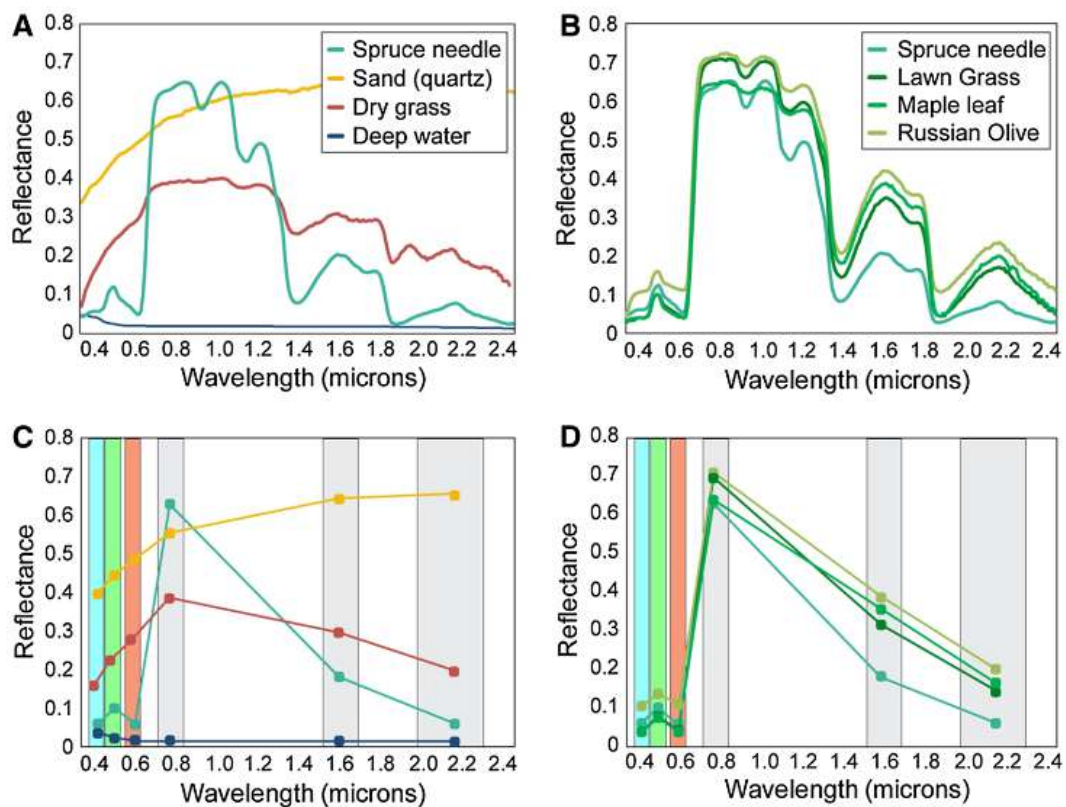 A
0.8
0.7
0.6
0.5
0.4
0.3
0.2
0.1
0
Reflectance
Spruce needle
Sand (quartz)
Dry grass
Deep water
0.4 0.6 0.8 1.0 1.2 1.4 1.6 1.8 2.0 2.2 2.4
Wavelength (microns)
B
0.8
0.7
0.6
0.5
0.4
0.3
0.2
0.1
0
Reflectance
Spruce needle
Lawn Grass
Maple leaf
Russian Olive
0.4 0.6 0.8 1.0 1.2 1.4 1.6 1.8 2.0 2.2 2.4
Wavelength (microns)
C
0.8
0.7
0.6
0.5
0.4
0.3
0.2
0.1
0
Reflectance
0.4 0.6 0.8 1.0 1.2 1.4 1.6 1.8 2.0 2.2 2.4
Wavelength (microns)
D
0.8
0.7
0.6
0.5
0.4
0.3
0.2
0.1
0
Reflectance
0.4 0.6 0.8 1.0 1.2 1.4 1.6 1.8 2.0 2.2 2.4
Wavelength (microns)